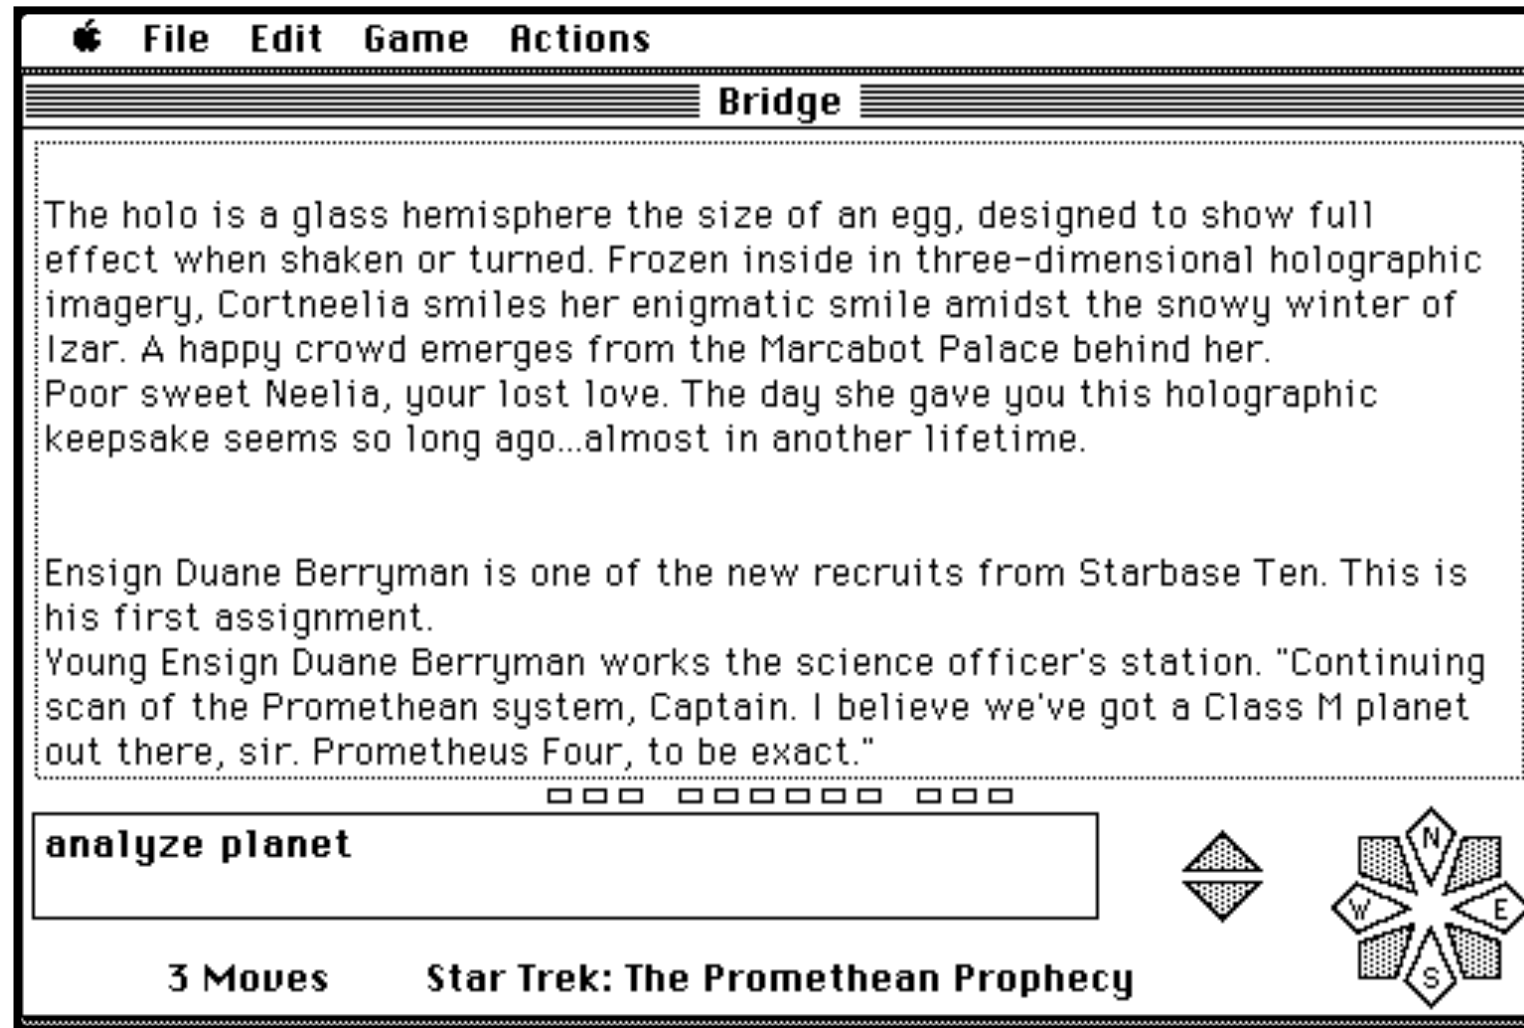 File Edit Game Actions
Bridge
The holo is a glass hemisphere the size of an egg, designed to show full
effect when shaken or turned. Frozen inside in three-dimensional holographic
imagery, Cortneelia smiles her enigmatic smile amidst the snowy winter of
Izar. A happy crowd emerges from the Marcabot Palace behind her.
Poor sweet Neelia, your lost love. The day she gave you this holographic
keepsake seems so long ago...almost in another lifetime.
Ensign Duane Berryman is one of the new recruits from Starbase Ten. This is
his first assignment.
Young Ensign Duane Berryman works the science officer's station. "Continuing
scan of the Promethean system, Captain. I believe we've got a Class M planet
out there, sir. Prometheus Four, to be exact."
analyze planet
N
W E
S
3 Moves Star Trek: The Promethean Prophecy